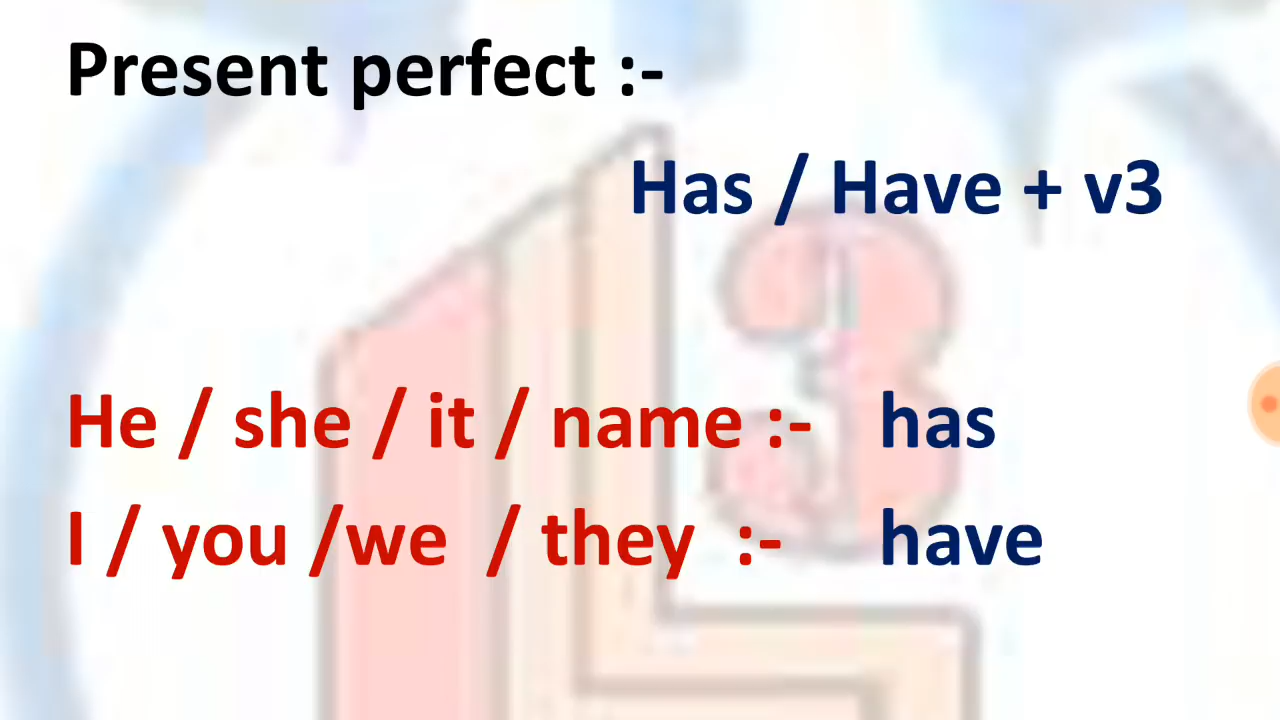 Present perfect :-
Has / Have + v3
He / she / it / name :- has
I / you /we / they :- have